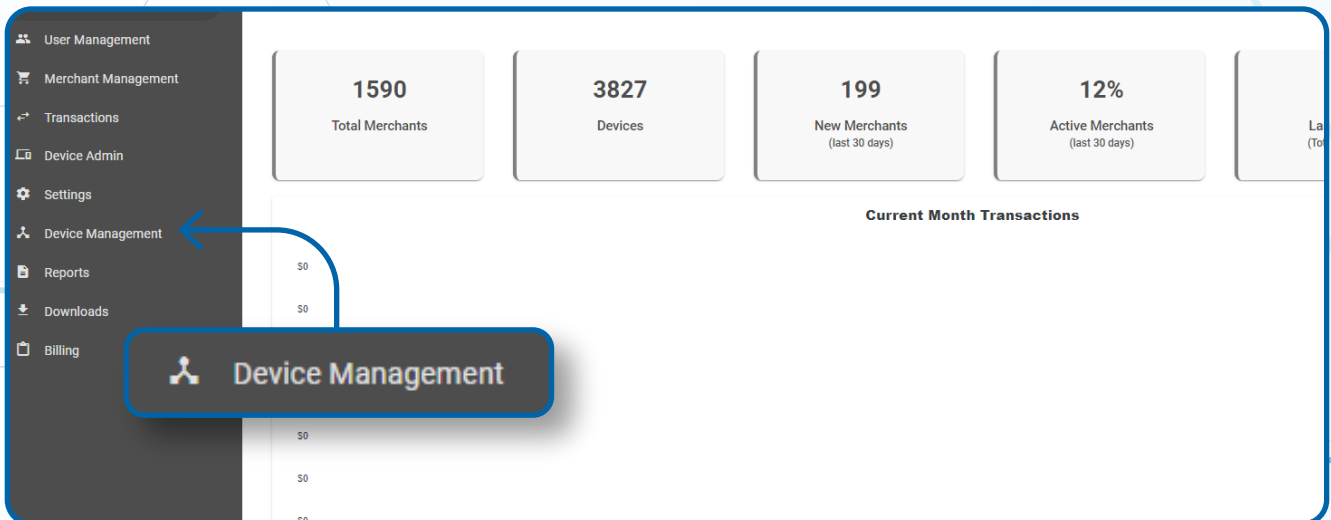 User Management
Merchant Management
Transactions
Device Admin
Settings
Device Management
Reports
Downloads
Billing
Device Management
1590
Total Merchants
3827
Devices
199
New Merchants
(last 30 days)
12%
Active Merchants
(last 30 days)
Current Month Transactions
$0
$0
$0
$0
$0